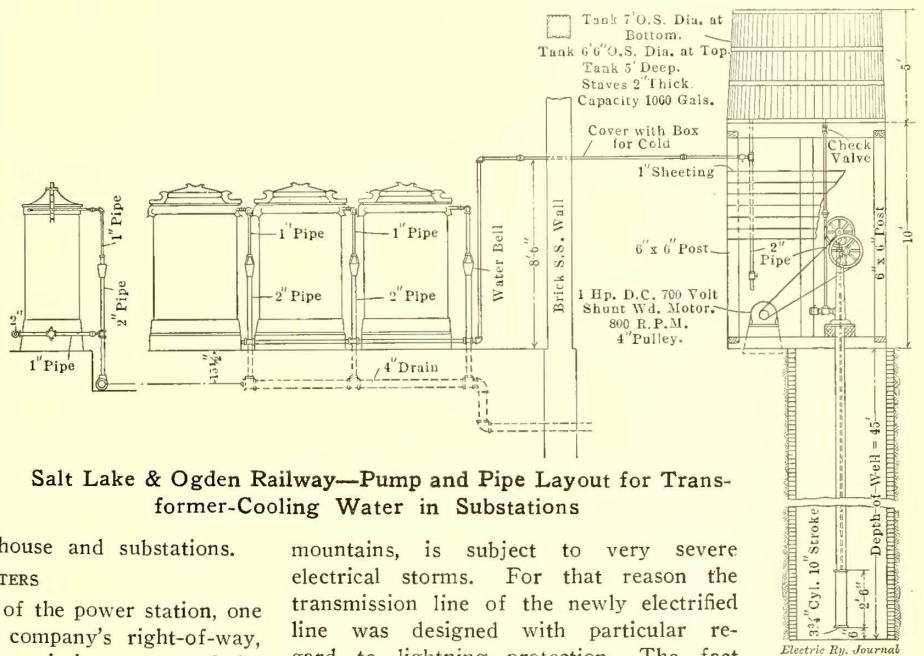 Tank 7'O.S. Dia. at
Bottom.
Tank 6'6"O.S. Dia. at Top.
Tank 5' Deep.
Staves 2" Thick.
Capacity 1000 Gals.
5'
Cover with Box
for Cold
Check
Valve
1" Sheeting
10'
1" Pipe
2" Pipe
1" Pipe
1" Pipe
1" Pipe
2" Pipe
2" Pipe
Water Bell
8'6"
Brick S.S. Wall
6" x 6" Post
2"
Pipe
6" x 6" Post
1 Hp. D.C. 700 Volt
Shunt Wd. Motor.
800 R.P.M.
4" Pulley.
4" Drain
Depth of Well = 45'
3¾" Cyl. 10" Stroke
2'6"
6"
Electric Ry. Journal
Salt Lake & Ogden Railway—Pump and Pipe Layout for Trans-
former-Cooling Water in Substations
house and substations.
TERS
of the power station, one
company's right-of-way,
mountains, is subject to very severe
electrical storms. For that reason the
transmission line of the newly electrified
line was designed with particular re-
gard to lightning protection. The fact